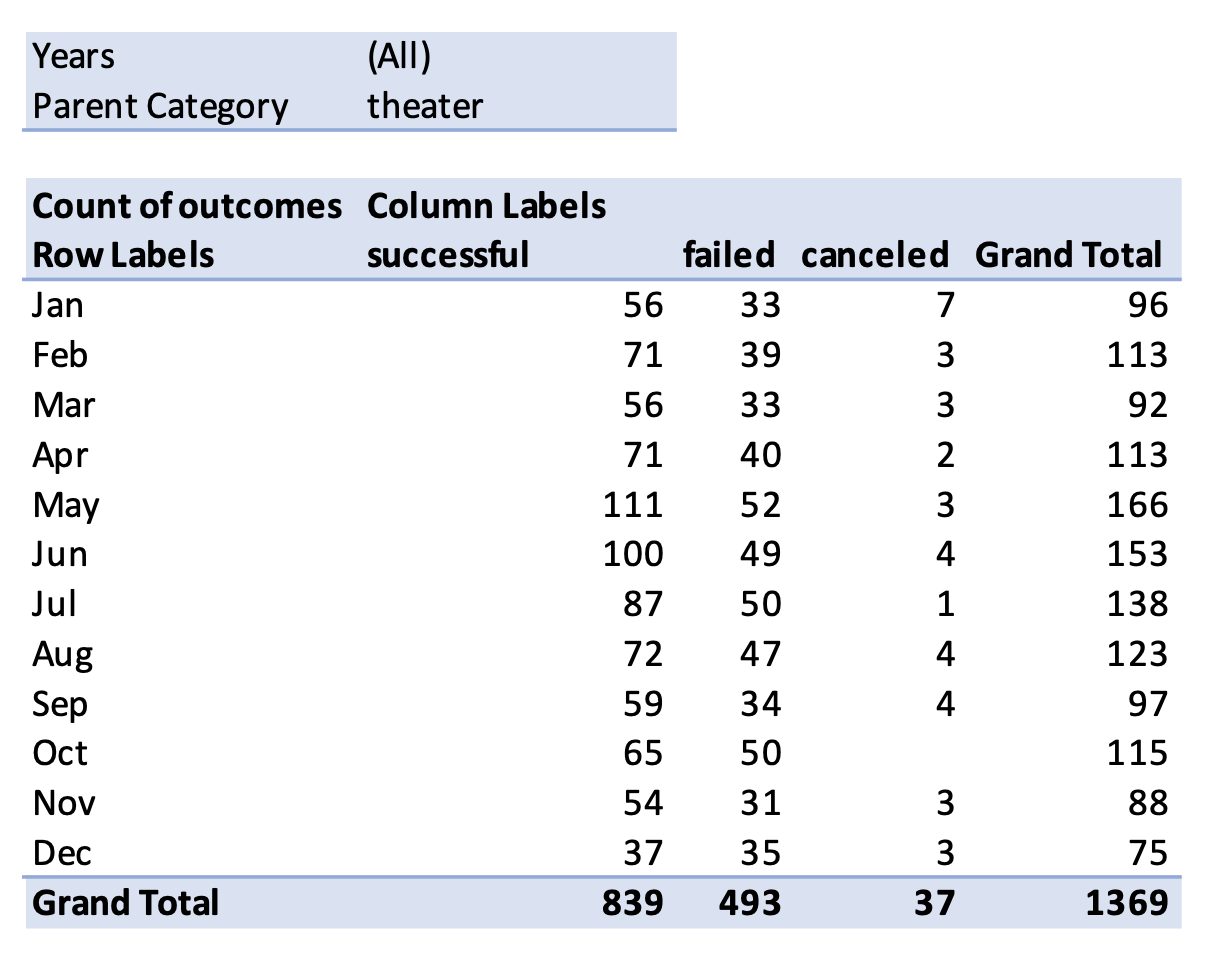 Years (All)
Parent Category theater
Count of outcomes Column Labels
Row Labels successful failed canceled Grand Total
Jan 56 33 7 96
Feb 71 39 3 113
Mar 56 33 3 92
Apr 71 40 2 113
May 111 52 3 166
Jun 100 49 4 153
Jul 87 50 1 138
Aug 72 47 4 123
Sep 59 34 4 97
Oct 65 50 115
Nov 54 31 3 88
Dec 37 35 3 75
Grand Total 839 493 37 1369